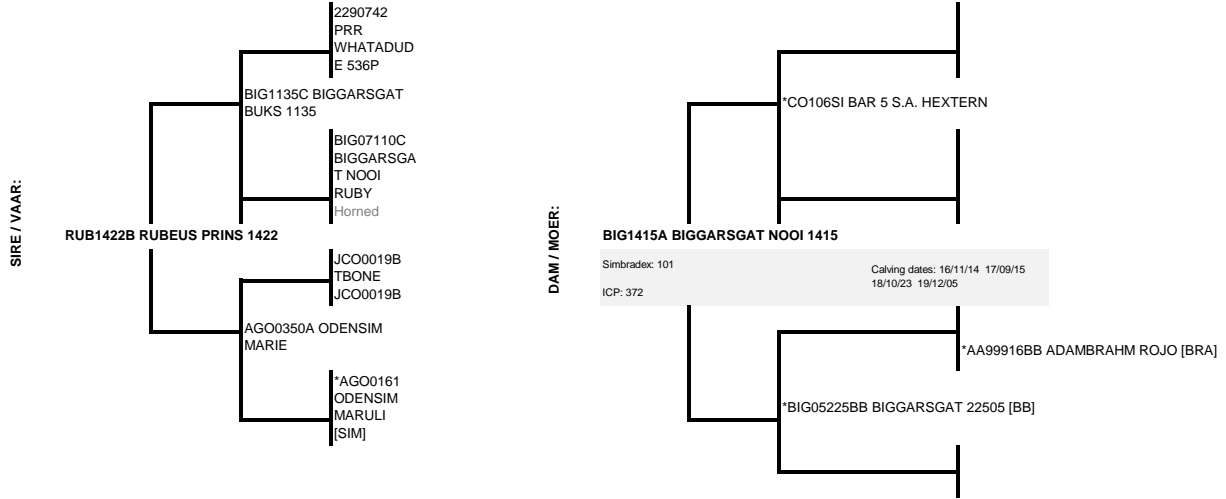 SIRE / VAAR:
2290742
PRR
WHATADUD
E 536P
BIG1135C BIGGARSGAT
BUKS 1135
BIG07110C
BIGGARSGA
T NOOI
RUBY
Horned
RUB1422B RUBEUS PRINS 1422
JCO0019B
TBONE
JCO0019B
AGO0350A ODENSIM
MARIE
*AGO0161
ODENSIM
MARULI
[SIM]
DAM / MOER:
*CO106SI BAR 5 S.A. HEXTERN
BIG1415A BIGGARSGAT NOOI 1415
Simbradex: 101
ICP: 372
Calving dates: 16/11/14 17/09/15
18/10/23 19/12/05
*AA99916BB ADAMBRAHM ROJO [BRA]
*BIG05225BB BIGGARSGAT 22505 [BB]